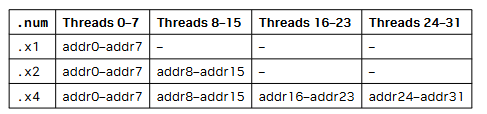 .num Threads 0–7 Threads 8–15 Threads 16–23 Threads 24–31
.x1 addr0–addr7 – – –
.x2 addr0–addr7 addr8–addr15 – –
.x4 addr0–addr7 addr8–addr15 addr16–addr23 addr24–addr31